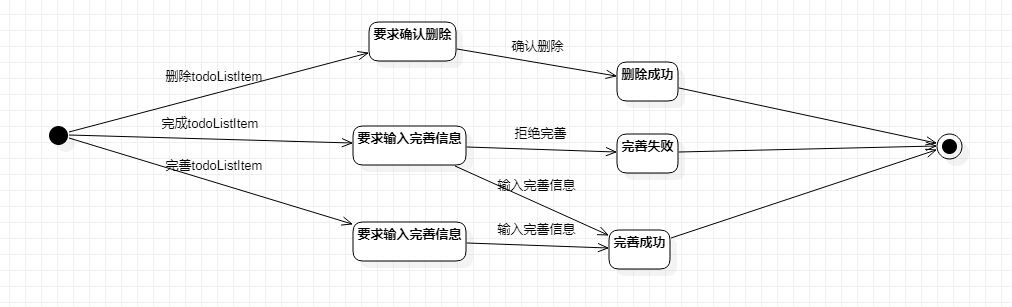 要求确认删除
确认删除
删除成功
删除todoListItem
完成todoListItem
要求输入完善信息
拒绝完善
完善失败
完善todoListItem
输入完善信息
要求输入完善信息
输入完善信息
完善成功